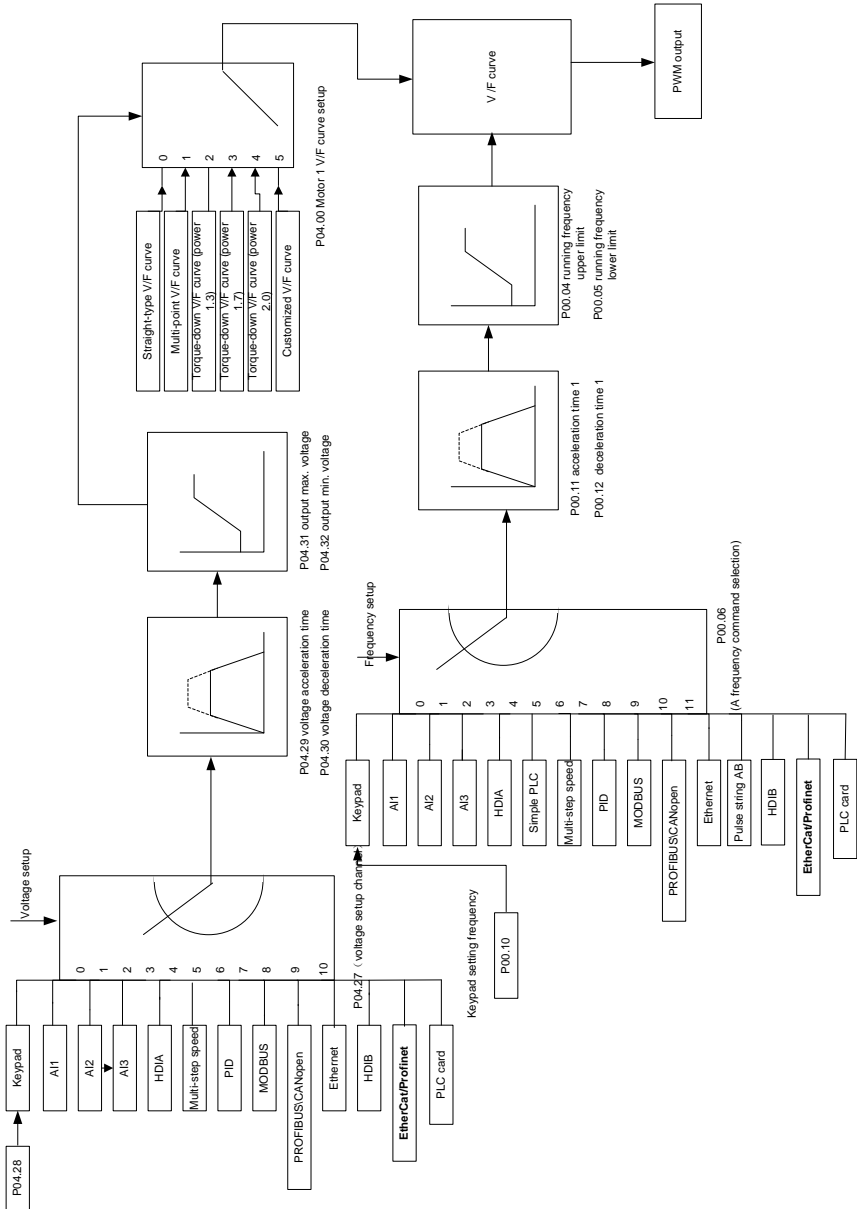 P04.28
Keypad
AI1
AI2
AI3
HDIA
Multi-step speed
PID
MODBUS
PROFIBUS\CANopen
Ethernet
HDIB
EtherCat/Profinet
PLC card
Voltage setup
0
1
2
3
4
5
6
7
8
9
10
P04.27（voltage setup channel
P04.29 voltage acceleration time
P04.30 voltage deceleration time
P04.31 output max. voltage
P04.32 output min. voltage
Straight-type V/F curve
Multi-point V/F curve
Torque-down V/F curve (power
1.3)
Torque-down V/F curve (power
1.7)
Torque-down V/F curve (power
2.0)
Customized V/F curve
0
1
2
3
4
5
P04.00 Motor 1 V/F curve setup
Keypad setting frequency
P00.10
Keypad
AI1
AI2
AI3
HDIA
Simple PLC
Multi-step speed
PID
MODBUS
PROFIBUS\CANopen
Ethernet
Pulse string AB
HDIB
EtherCat/Profinet
PLC card
Frequency setup
0
1
2
3
4
5
6
7
8
9
10
11
P00.06
(A frequency command selection)
P00.11 acceleration time 1
P00.12 deceleration time 1
P00.04 running frequency
upper limit
P00.05 running frequency
lower limit
V /F curve
PWM output